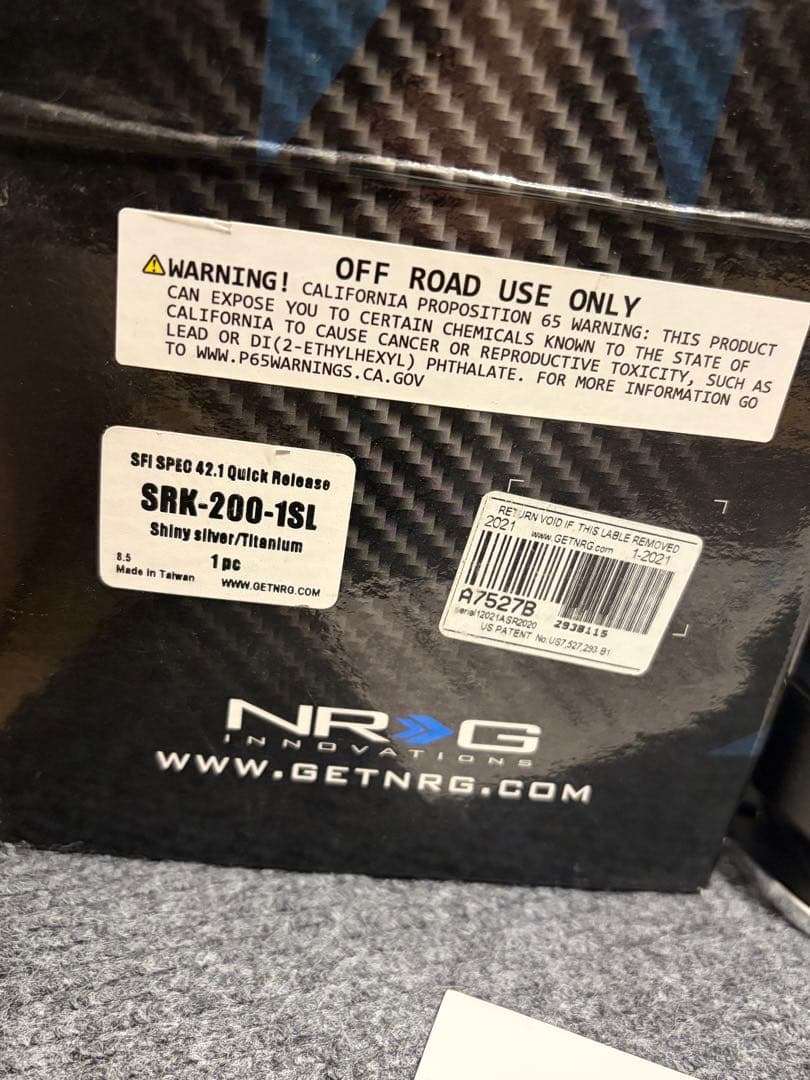 OFF ROAD USE ONLY
WARNING! CALIFORNIA PROPOSITION 65 WARNING: THIS PRODUCT
CAN EXPOSE YOU TO CERTAIN CHEMICALS KNOWN TO THE STATE OF
CALIFORNIA TO CAUSE CANCER OR REPRODUCTIVE TOXICITY, SUCH AS
LEAD OR DI(2-ETHYLHEXYL) PHTHALATE. FOR MORE INFORMATION GO
TO WWW.P65WARNINGS.CA.GOV
SFI SPEC 42.1 Quick Release
SRK-200-1SL
Shiny silver/Titanium
1 pc
8.5
Made in Taiwan
WWW.GETNRG.COM
RETURN VOID IF THIS LABLE REMOVED
2021 www.GETNRG.com 1-2021
A7527B
erial12021ASR2020 2938115
US PATENT No:US7,527,293 B1
NRG
INNOVATIONS
WWW.GETNRG.COM